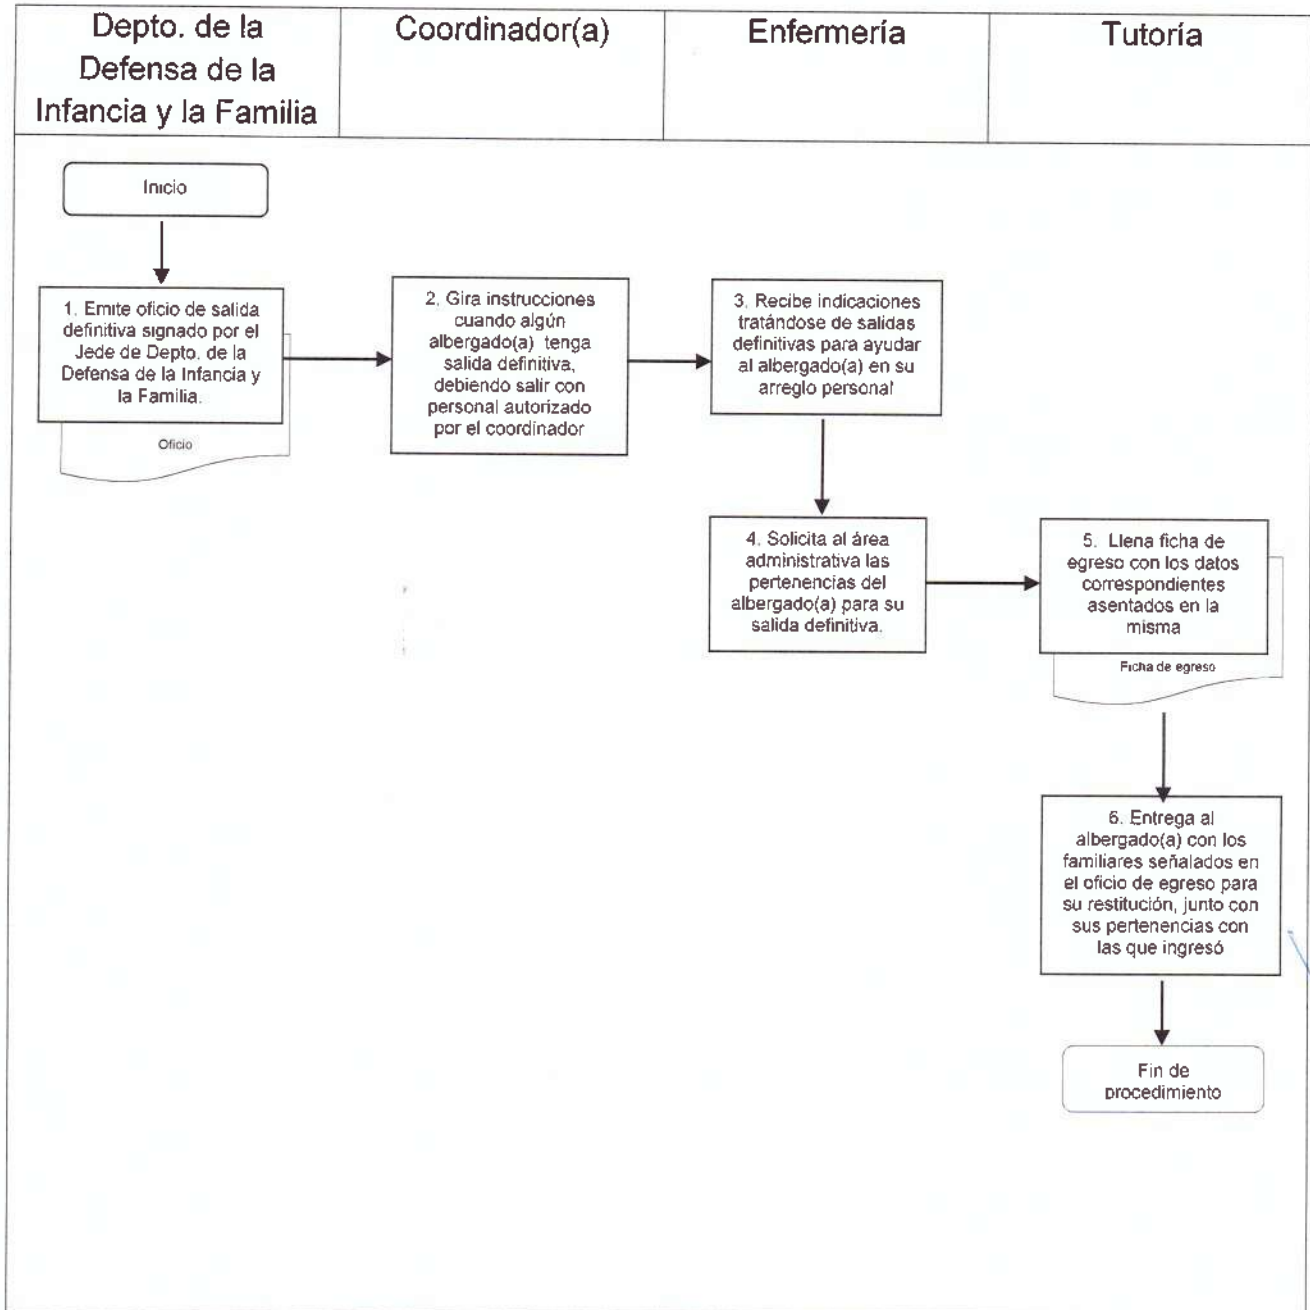 Depto. de la
Defensa de la
Infancia y la Familia
Coordinador(a)
Enfermería
Tutoría
Inicio
1. Emite oficio de salida
definitiva signado por el
Jede de Depto. de la
Defensa de la Infancia y
la Familia.
Oficio
2. Gira instrucciones
cuando algún
albergado(a) tenga
salida definitiva,
debiendo salir con
personal autorizado
por el coordinador
3. Recibe indicaciones
tratándose de salidas
definitivas para ayudar
al albergado(a) en su
arreglo personal
4. Solicita al área
administrativa las
pertenencias del
albergado(a) para su
salida definitiva.
5. Llena ficha de
egreso con los datos
correspondientes
asentados en la
misma
Ficha de egreso
6. Entrega al
albergado(a) con los
familiares señalados en
el oficio de egreso para
su restitución, junto con
sus pertenencias con
las que ingresó
Fin de
procedimiento